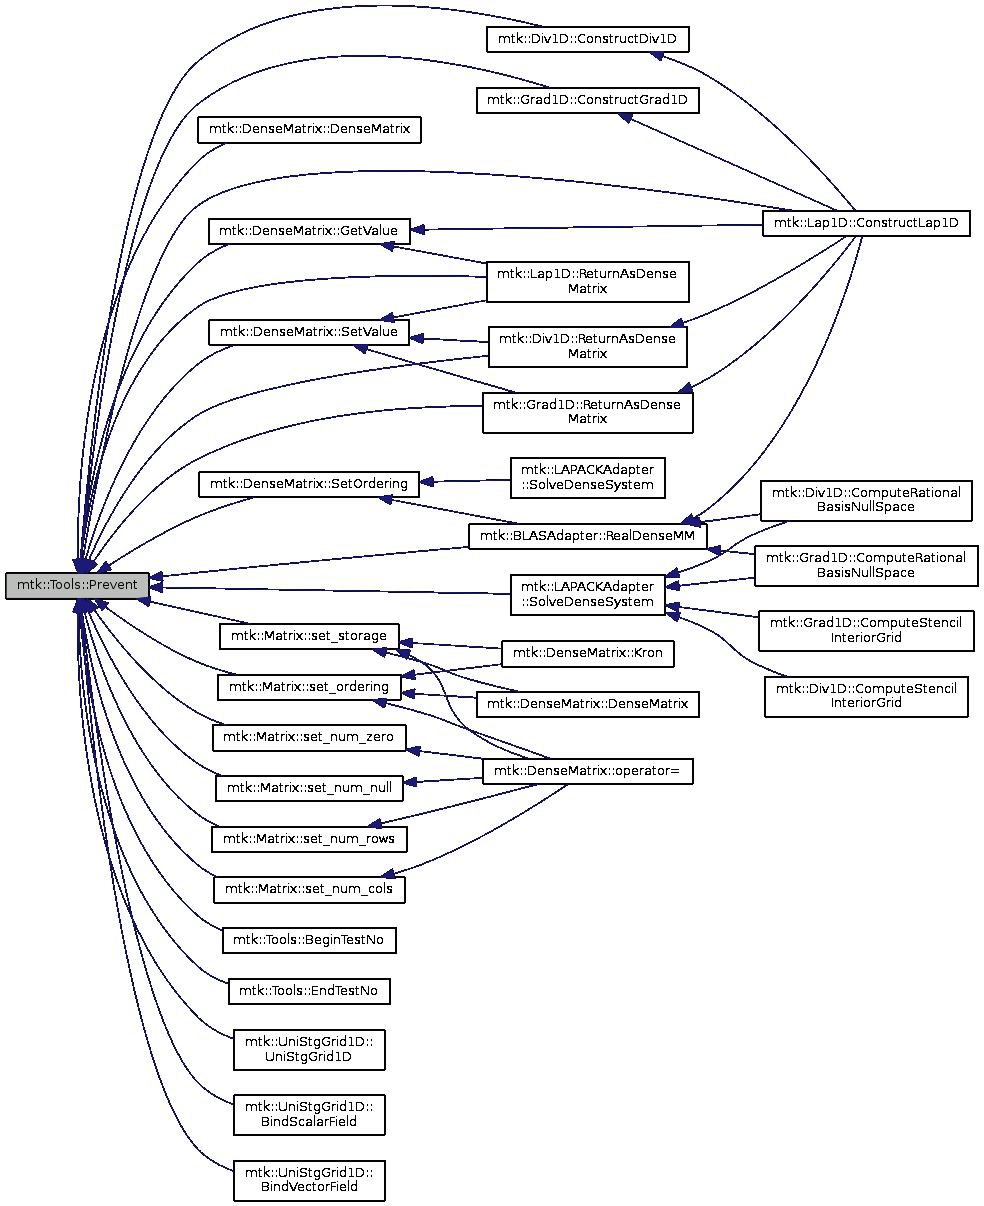 mtk::Div1D::ConstructDiv1D
mtk::Grad1D::ConstructGrad1D
mtk::DenseMatrix::DenseMatrix
mtk::Lap1D::ConstructLap1D
mtk::DenseMatrix::GetValue
mtk::Lap1D::ReturnAsDense
Matrix
mtk::DenseMatrix::SetValue
mtk::Div1D::ReturnAsDense
Matrix
mtk::Grad1D::ReturnAsDense
Matrix
mtk::DenseMatrix::SetOrdering
mtk::LAPACKAdapter
::SolveDenseSystem
mtk::Div1D::ComputeRational
BasisNullSpace
mtk::BLASAdapter::RealDenseMM
mtk::Grad1D::ComputeRational
BasisNullSpace
mtk::Tools::Prevent
mtk::LAPACKAdapter
::SolveDenseSystem
mtk::Grad1D::ComputeStencil
InteriorGrid
mtk::Matrix::set_storage
mtk::DenseMatrix::Kron
mtk::Div1D::ComputeStencil
InteriorGrid
mtk::Matrix::set_ordering
mtk::DenseMatrix::DenseMatrix
mtk::Matrix::set_num_zero
mtk::DenseMatrix::operator=
mtk::Matrix::set_num_null
mtk::Matrix::set_num_rows
mtk::Matrix::set_num_cols
mtk::Tools::BeginTestNo
mtk::Tools::EndTestNo
mtk::UniStgGrid1D::
UniStgGrid1D
mtk::UniStgGrid1D::
BindScalarField
mtk::UniStgGrid1D::
BindVectorField